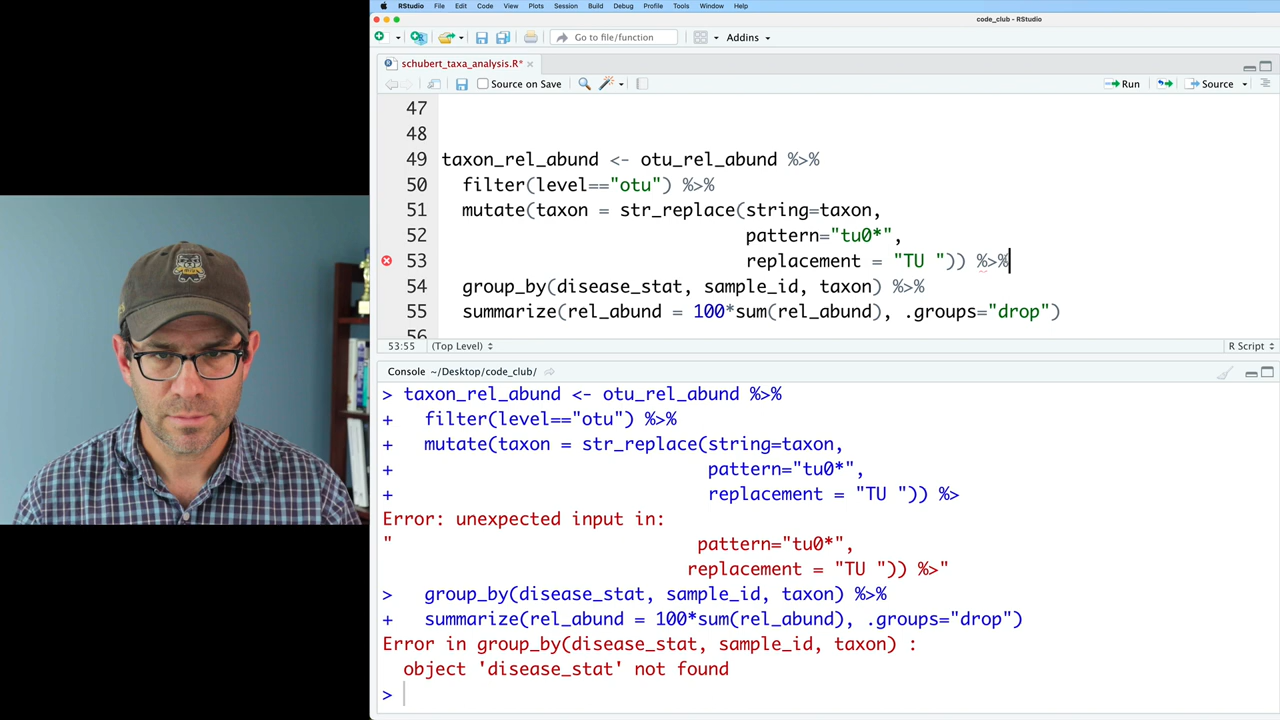 RStudio File Edit Code View Plots Session Build Debug Profile Tools Window Help
code_club - RStudio
Go to file/function Addins
schubert_taxa_analysis.R*
Source on Save Run Source
47
48
49 taxon_rel_abund <- otu_rel_abund %>%
50 filter(level=="otu") %>%
51 mutate(taxon = str_replace(string=taxon,
52 pattern="tu0*",
53 replacement = "TU ")) %>%
54 group_by(disease_stat, sample_id, taxon) %>%
55 summarize(rel_abund = 100*sum(rel_abund), .groups="drop")
56
53:55 (Top Level) R Script
Console ~/Desktop/code_club/
> taxon_rel_abund <- otu_rel_abund %>%
+ filter(level=="otu") %>%
+ mutate(taxon = str_replace(string=taxon,
+ pattern="tu0*",
+ replacement = "TU ")) %>
Error: unexpected input in:
" pattern="tu0*",
replacement = "TU ")) %>"
> group_by(disease_stat, sample_id, taxon) %>%
+ summarize(rel_abund = 100*sum(rel_abund), .groups="drop")
Error in group_by(disease_stat, sample_id, taxon) :
object 'disease_stat' not found
>